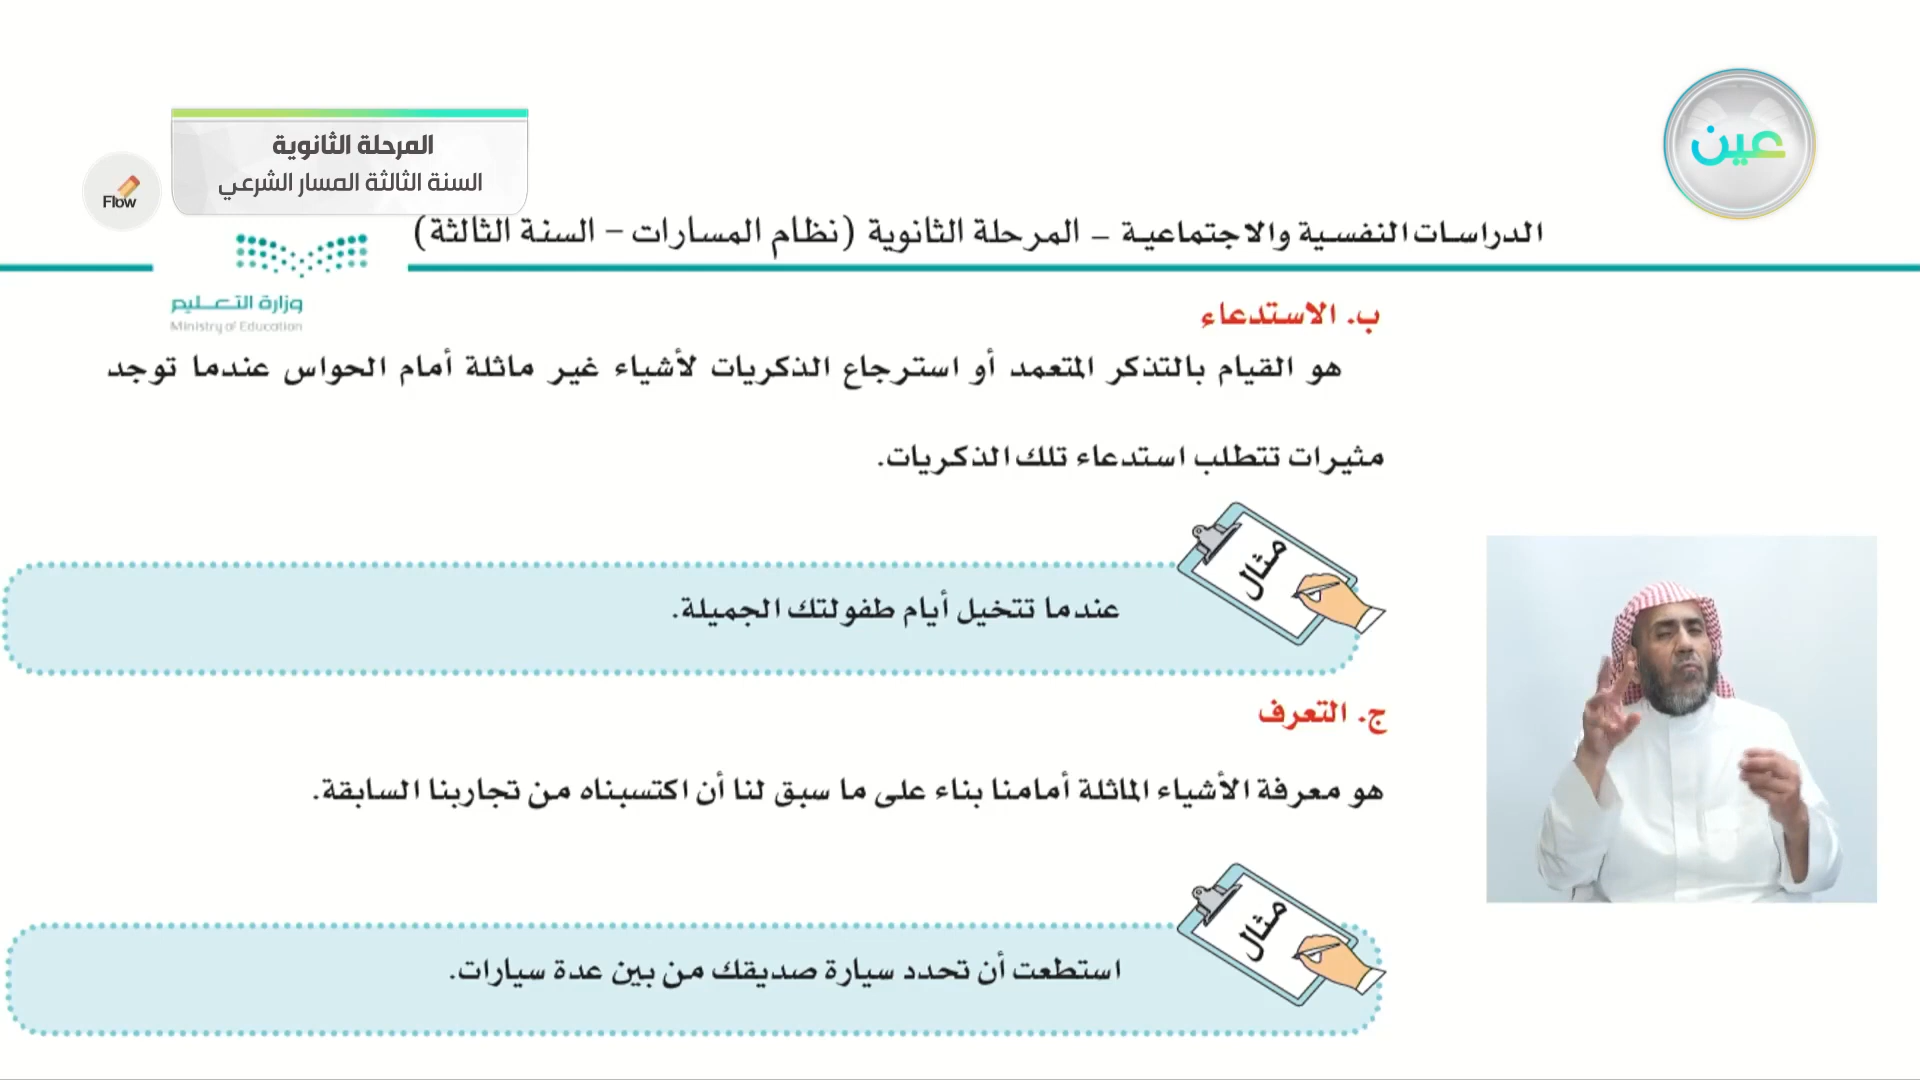 عين
المرحلة الثانوية
السنة الثالثة المسار الشرعي
Flow
الدراسات النفسية والاجتماعية – المرحلة الثانوية (نظام المسارات – السنة الثالثة)
وزارة التعليم
Ministry of Education
ب. الاستدعاء
هو القيام بالتذكر المتعمد أو استرجاع الذكريات لأشياء غير ماثلة أمام الحواس عندما توجد
مثيرات تتطلب استدعاء تلك الذكريات.
مثال
عندما تتخيل أيام طفولتك الجميلة.
ج. التعرف
هو معرفة الأشياء الماثلة أمامنا بناء على ما سبق لنا أن اكتسبناه من تجاربنا السابقة.
مثال
استطعت أن تحدد سيارة صديقك من بين عدة سيارات.